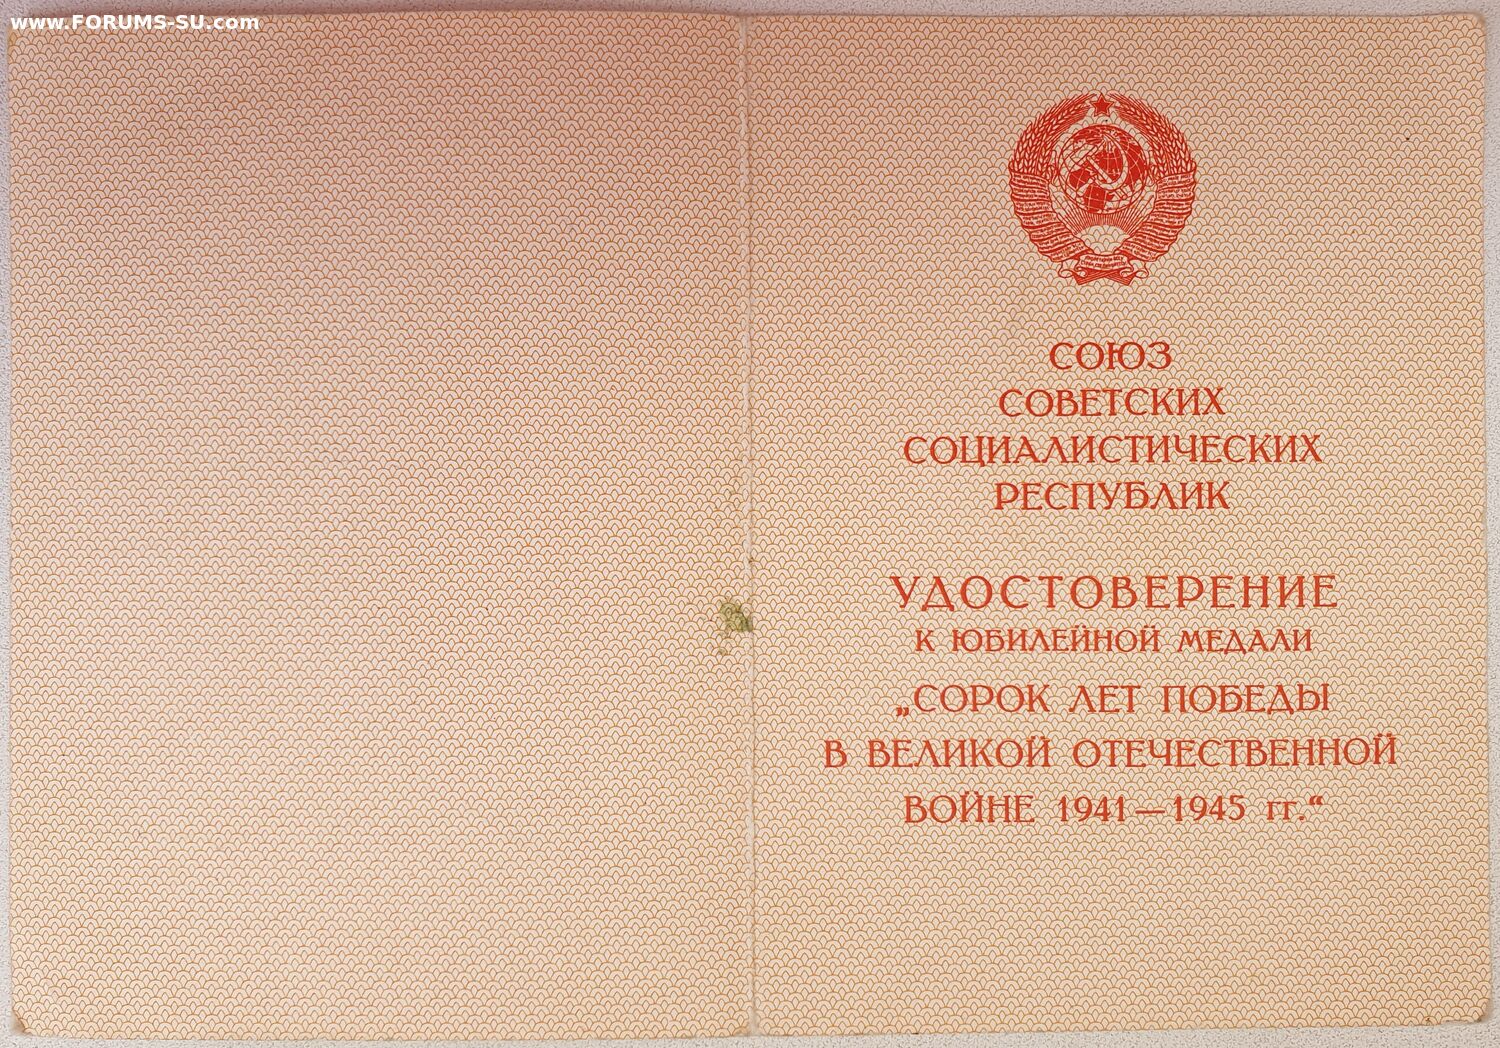 www.FORUMS-SU.com
СОЮЗ
СОВЕТСКИХ
СОЦИАЛИСТИЧЕСКИХ
РЕСПУБЛИК
УДОСТОВЕРЕНИЕ
К ЮБИЛЕЙНОЙ МЕДАЛИ
„СОРОК ЛЕТ ПОБЕДЫ
В ВЕЛИКОЙ ОТЕЧЕСТВЕННОЙ
ВОЙНЕ 1941—1945 гг.“